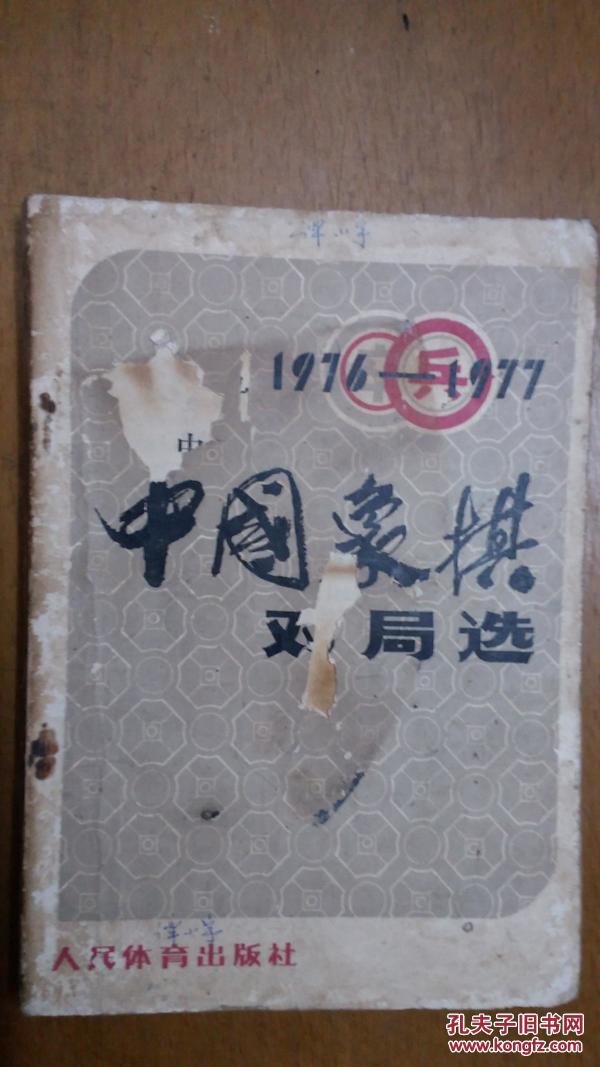 1976—1977
兵
中
中國象棋
对局选
人民体育出版社
孔夫子旧书网
www.kongfz.com